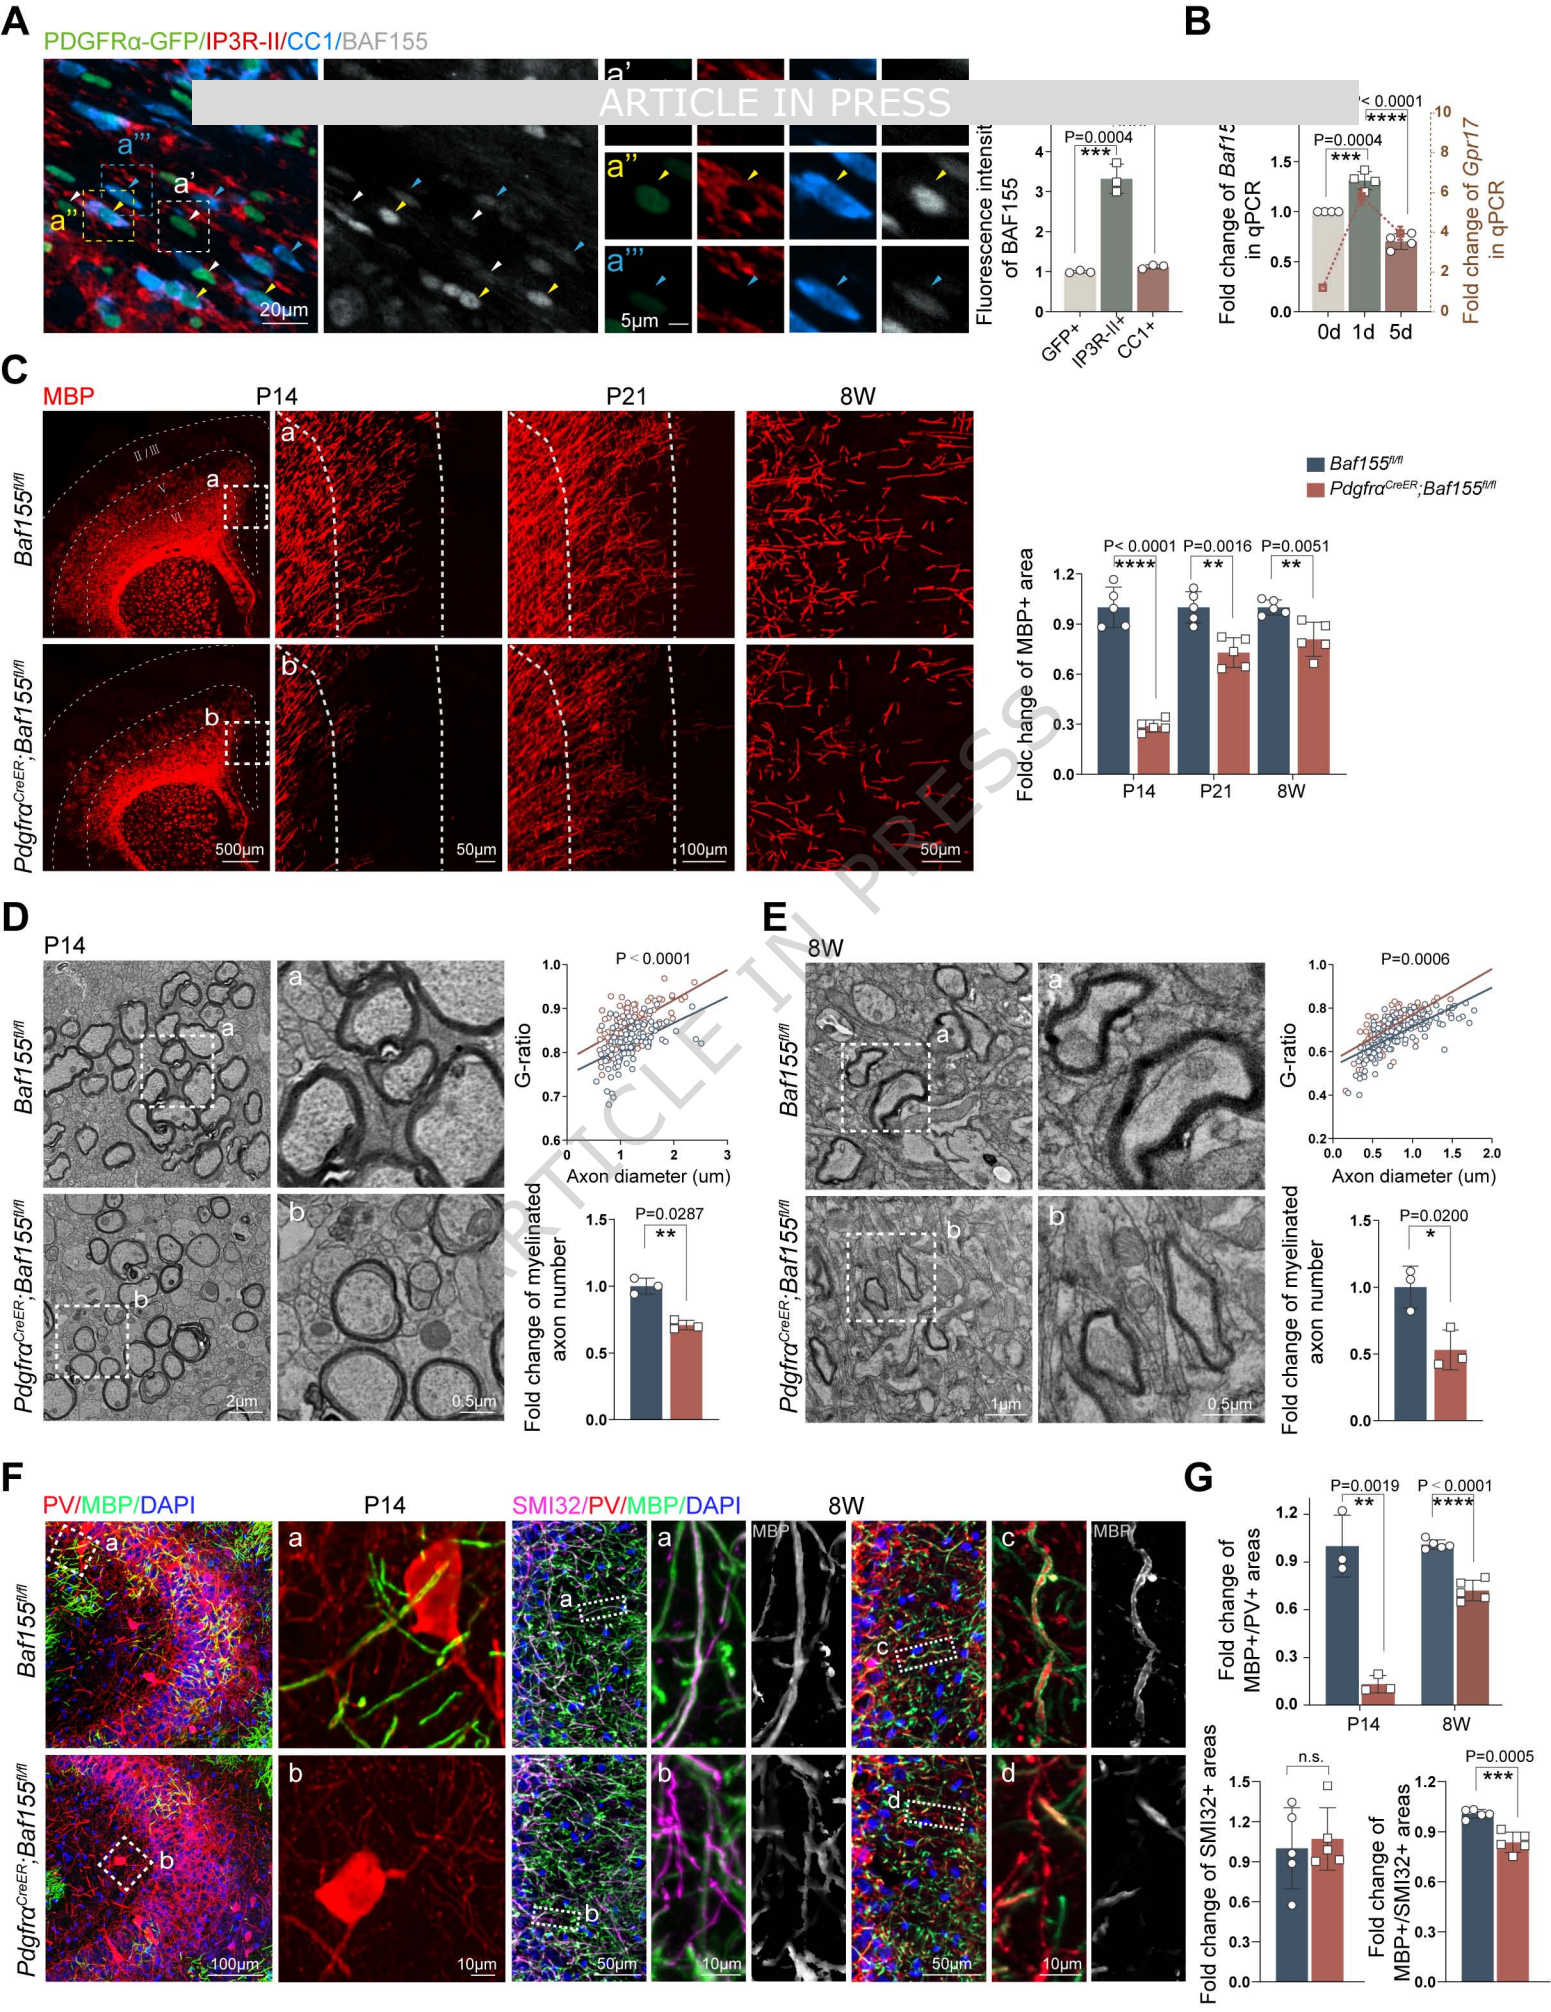 A
PDGFRα-GFP/IP3R-II/CC1/BAF155
a'''
a'
a''
20μm
a'
a''
a'''
5μm
ARTICLE IN PRESS
Fluorescence intensit
of BAF155
P=0.0004
***
4
3
2
1
0
GFP+
IP3R-II+
CC1+
B
Fold change of Baf15
in qPCR
P=0.0004
***
P< 0.0001
****
1.5
1.0
0.5
0.0
0d 1d 5d
10
8
6
4
2
0
Fold change of Gpr17
in qPCR
C
MBP
P14
P21
8W
Baf155fl/fl
PdgfrαCreER;Baf155fl/fl
II / III
V
VI
a
a
b
b
500μm
50μm
100μm
50μm
Baf155fl/fl
PdgfrαCreER;Baf155fl/fl
P< 0.0001
****
P=0.0016
**
P=0.0051
**
Foldc change of MBP+ area
1.2
0.9
0.6
0.3
0.0
P14 P21 8W
D
P14
Baf155fl/fl
PdgfrαCreER;Baf155fl/fl
a
a
b
b
2μm
0.5μm
P < 0.0001
G-ratio
1.0
0.9
0.8
0.7
0.6
0 1 2 3
Axon diameter (um)
P=0.0287
**
Fold change of myelinated
axon number
1.5
1.0
0.5
0.0
E
8W
Baf155fl/fl
PdgfrαCreER;Baf155fl/fl
a
a
b
b
1μm
0.5μm
P=0.0006
G-ratio
1.0
0.8
0.6
0.4
0.2
0.0 0.5 1.0 1.5 2.0
Axon diameter (um)
P=0.0200
*
Fold change of myelinated
axon number
1.5
1.0
0.5
0.0
F
PV/MBP/DAPI
P14
SMI32/PV/MBP/DAPI
8W
Baf155fl/fl
PdgfrαCreER;Baf155fl/fl
a
a
a
a
MBP
c
c
MBP
b
b
b
b
d
d
100μm
10μm
50μm
10μm
50μm
10μm
G
P=0.0019
**
P < 0.0001
****
Fold change of
MBP+/PV+ areas
1.2
0.9
0.6
0.3
0.0
P14 8W
n.s.
Fold change of SMI32+ areas
1.5
1.2
0.9
0.6
0.3
0.0
P=0.0005
***
Fold change of
MBP+/SMI32+ areas
1.2
0.9
0.6
0.3
0.0
ARTICLE IN PRESS